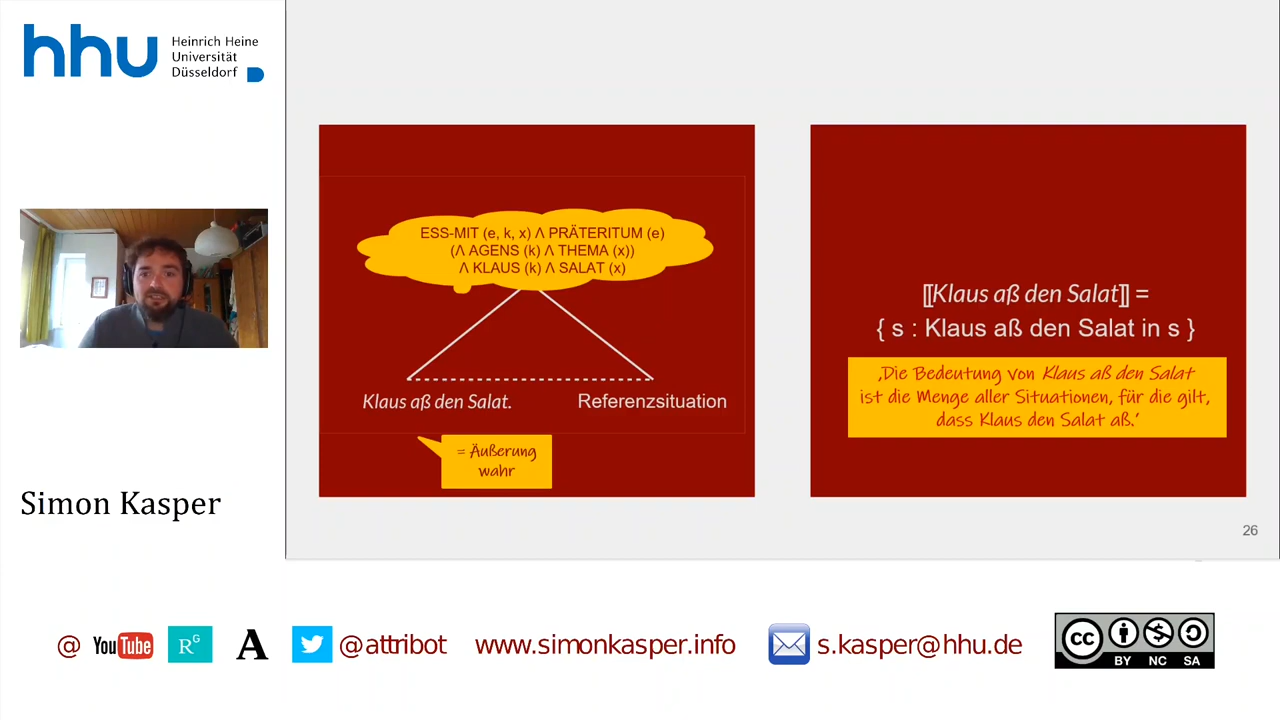 hhu
Heinrich Heine
Universität
Düsseldorf
Simon Kasper
ESS-MIT (e, k, x) Λ PRÄTERITUM (e)
(Λ AGENS (k) Λ THEMA (x))
Λ KLAUS (k) Λ SALAT (x)
Klaus aß den Salat.
Referenzsituation
= Äußerung
wahr
⟦Klaus aß den Salat⟧ =
{ s : Klaus aß den Salat in s }
‚Die Bedeutung von Klaus aß den Salat
ist die Menge aller Situationen, für die gilt,
dass Klaus den Salat aß.‘
26
@ YouTube RG A @attribot www.simonkasper.info s.kasper@hhu.de
cc BY NC SA